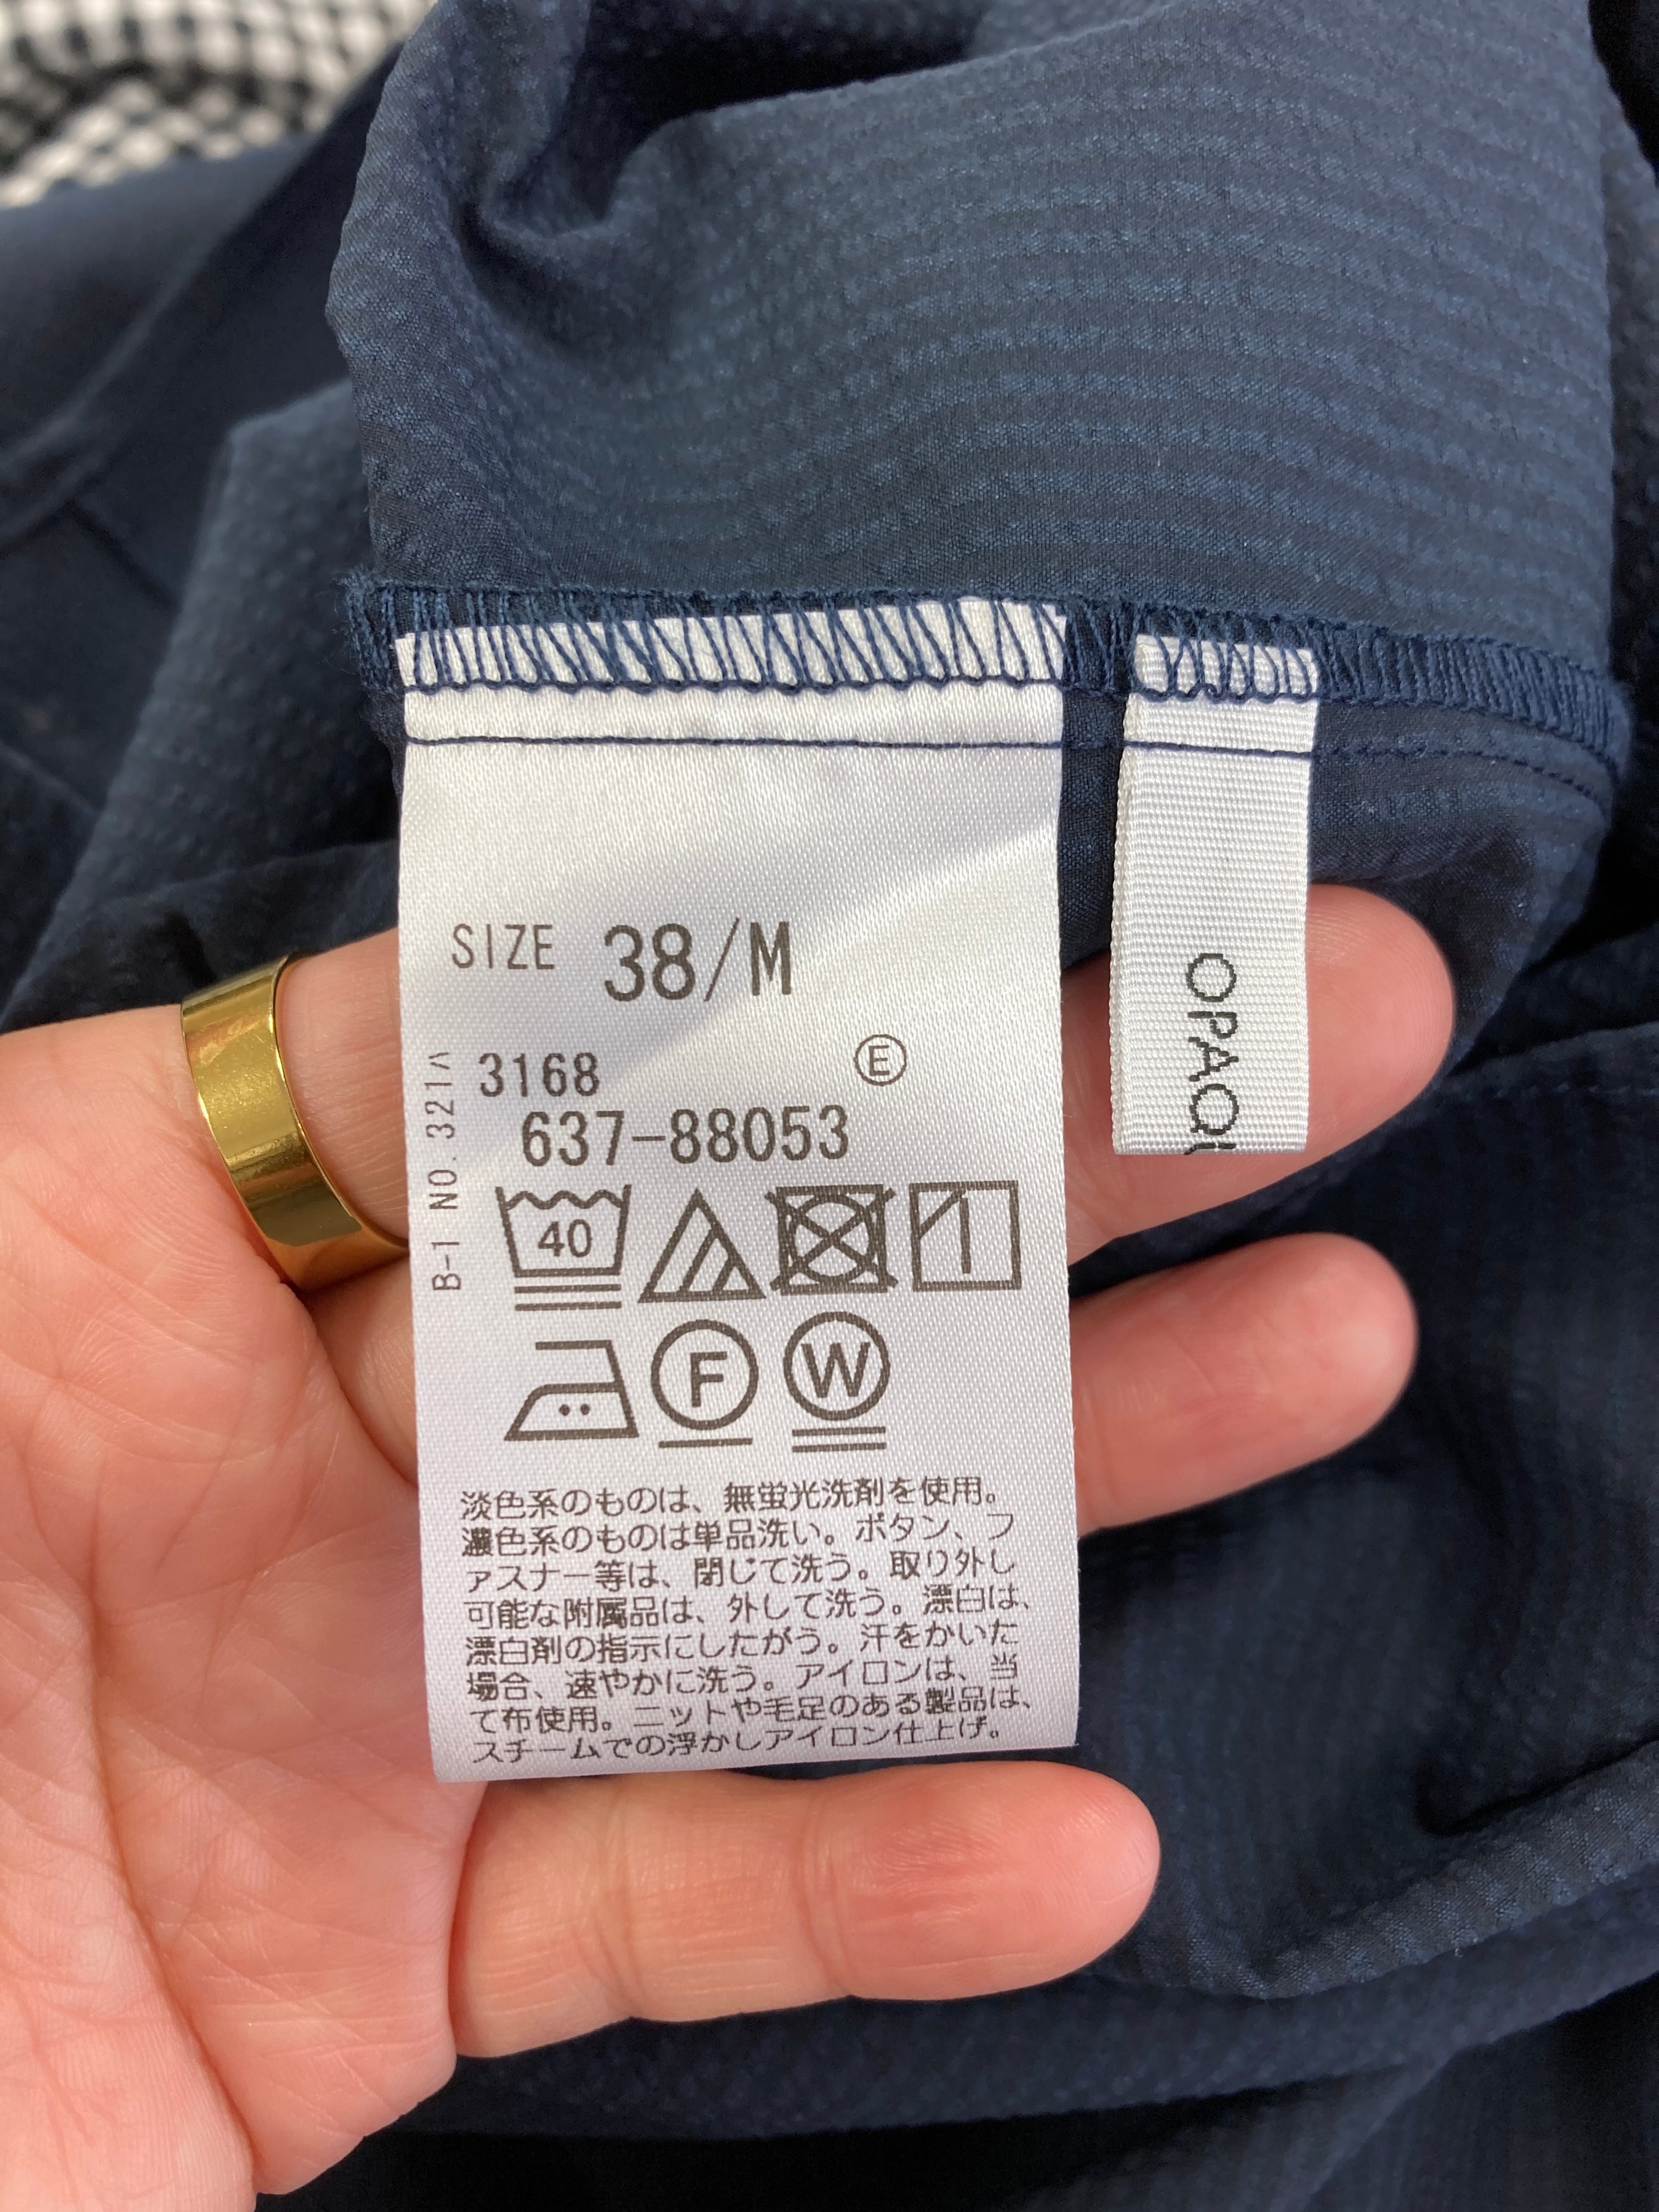 SIZE 38/M
3168 Ⓔ
637-88053
B-1 NO.321ヘ
40
F
W
淡色系のものは、無蛍光洗剤を使用。
濃色系のものは単品洗い。ボタン、フ
ァスナー等は、閉じて洗う。取り外し
可能な附属品は、外して洗う。漂白は、
漂白剤の指示にしたがう。汗をかいた
場合、速やかに洗う。アイロンは、当
て布使用。ニットや毛足のある製品は、
スチームでの浮かしアイロン仕上げ。
OPAQ